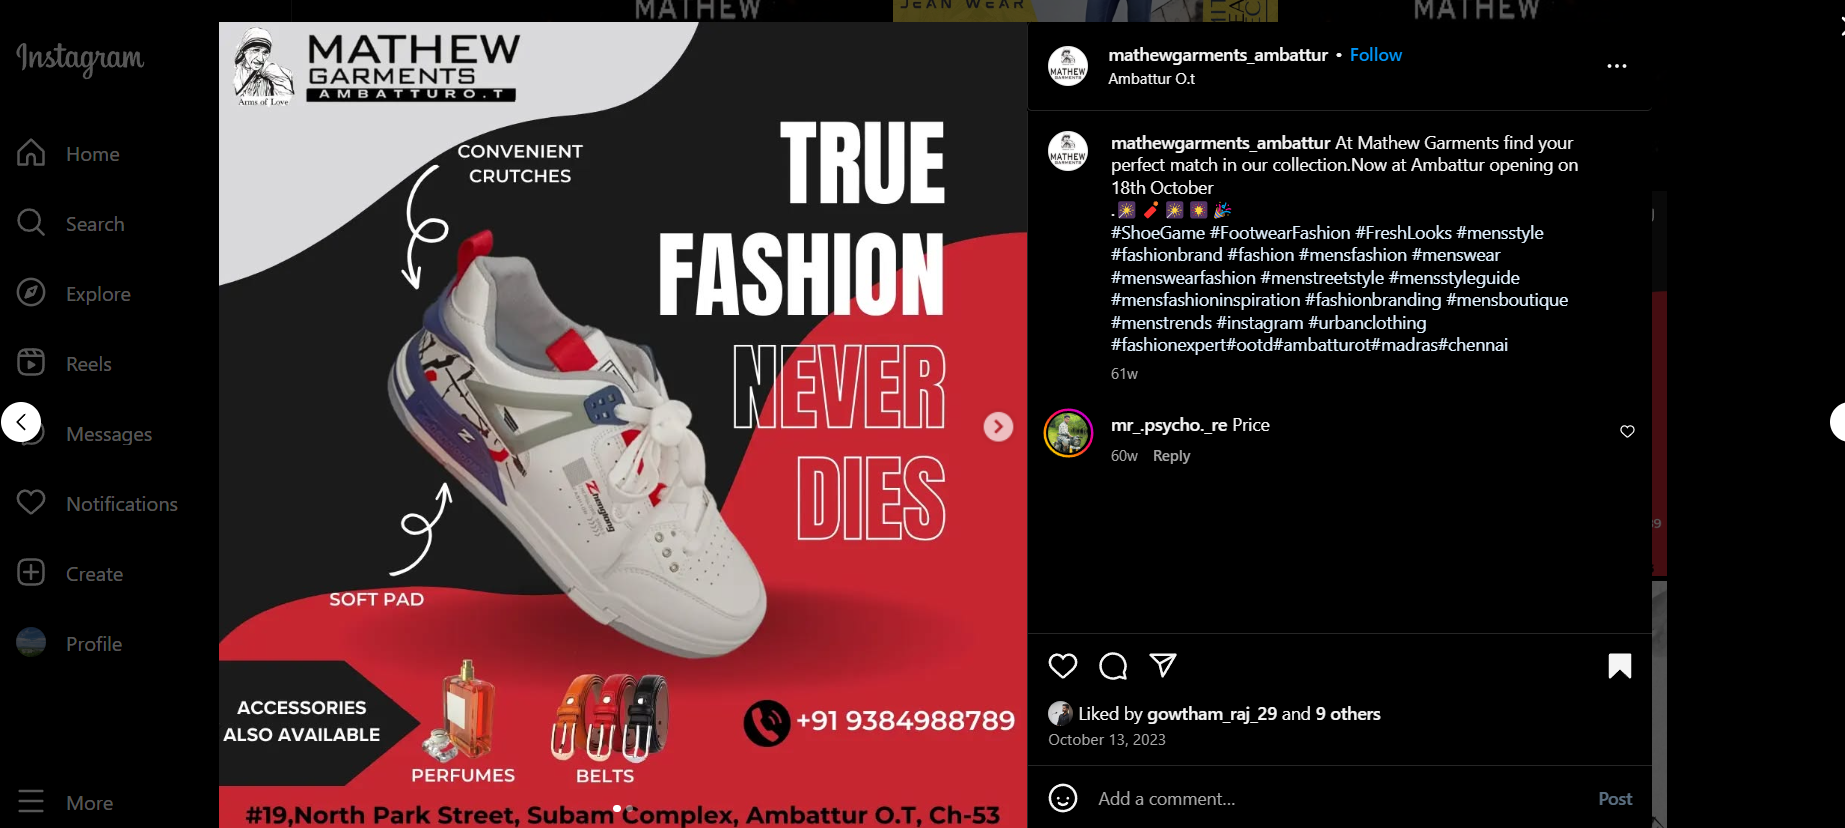 JEAN WEAR
MATHEW
MATHEW
Instagram
Home
Search
Explore
Reels
Messages
Notifications
Create
Profile
More
Arms of Love
MATHEW
GARMENTS
AMBATTURO.T
CONVENIENT
CRUTCHES
TRUE
FASHION
NEVER
DIES
Zhenglong
SOFT PAD
ACCESSORIES
ALSO AVAILABLE
PERFUMES
BELTS
+91 9384988789
#19,North Park Street, Subam Complex, Ambattur O.T, Ch-53
MATHEW
GARMENTS
mathewgarments_ambattur • Follow
Ambattur O.t
MATHEW
mathewgarments_ambattur At Mathew Garments find your
perfect match in our collection.Now at Ambattur opening on
18th October
.🎇🧨🎇🎆🎉
#ShoeGame #FootwearFashion #FreshLooks #mensstyle
#fashionbrand #fashion #mensfashion #menswear
#menswearfashion #menstreetstyle #mensstyleguide
#mensfashioninspiration #fashionbranding #mensboutique
#menstrends #instagram #urbanclothing
#fashionexpert#ootd#ambatturot#madras#chennai
61w
mr_.psycho._re Price
60w Reply
Liked by gowtham_raj_29 and 9 others
October 13, 2023
Add a comment...
Post